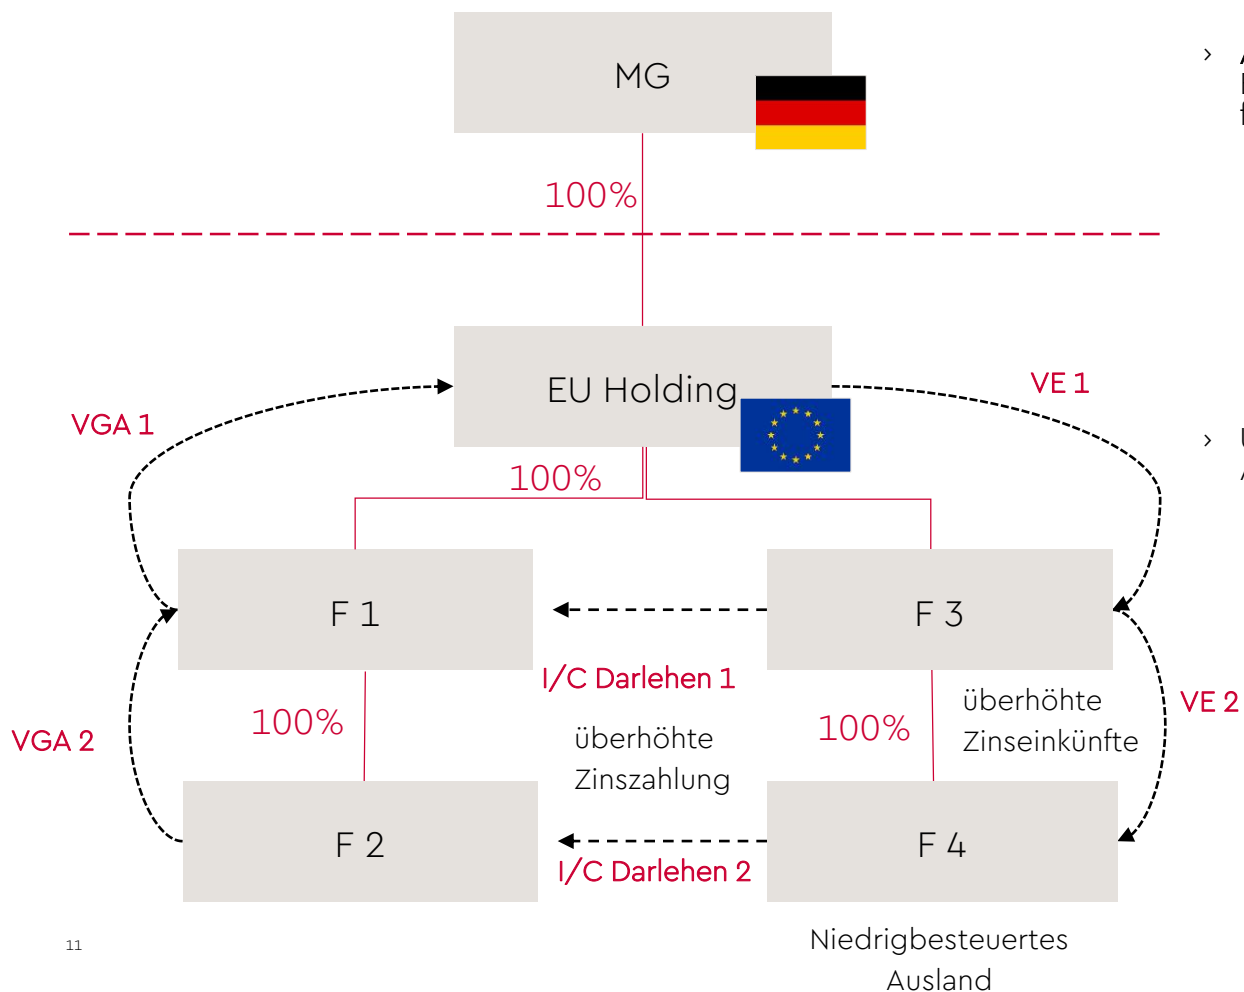 MG
100%
EU Holding
VGA 1
VE 1
100%
F 1
F 3
I/C Darlehen 1
VGA 2
100%
überhöhte
Zinszahlung
100%
überhöhte
Zinseinkünfte
VE 2
F 2
F 4
I/C Darlehen 2
Niedrigbesteuertes
Ausland
11